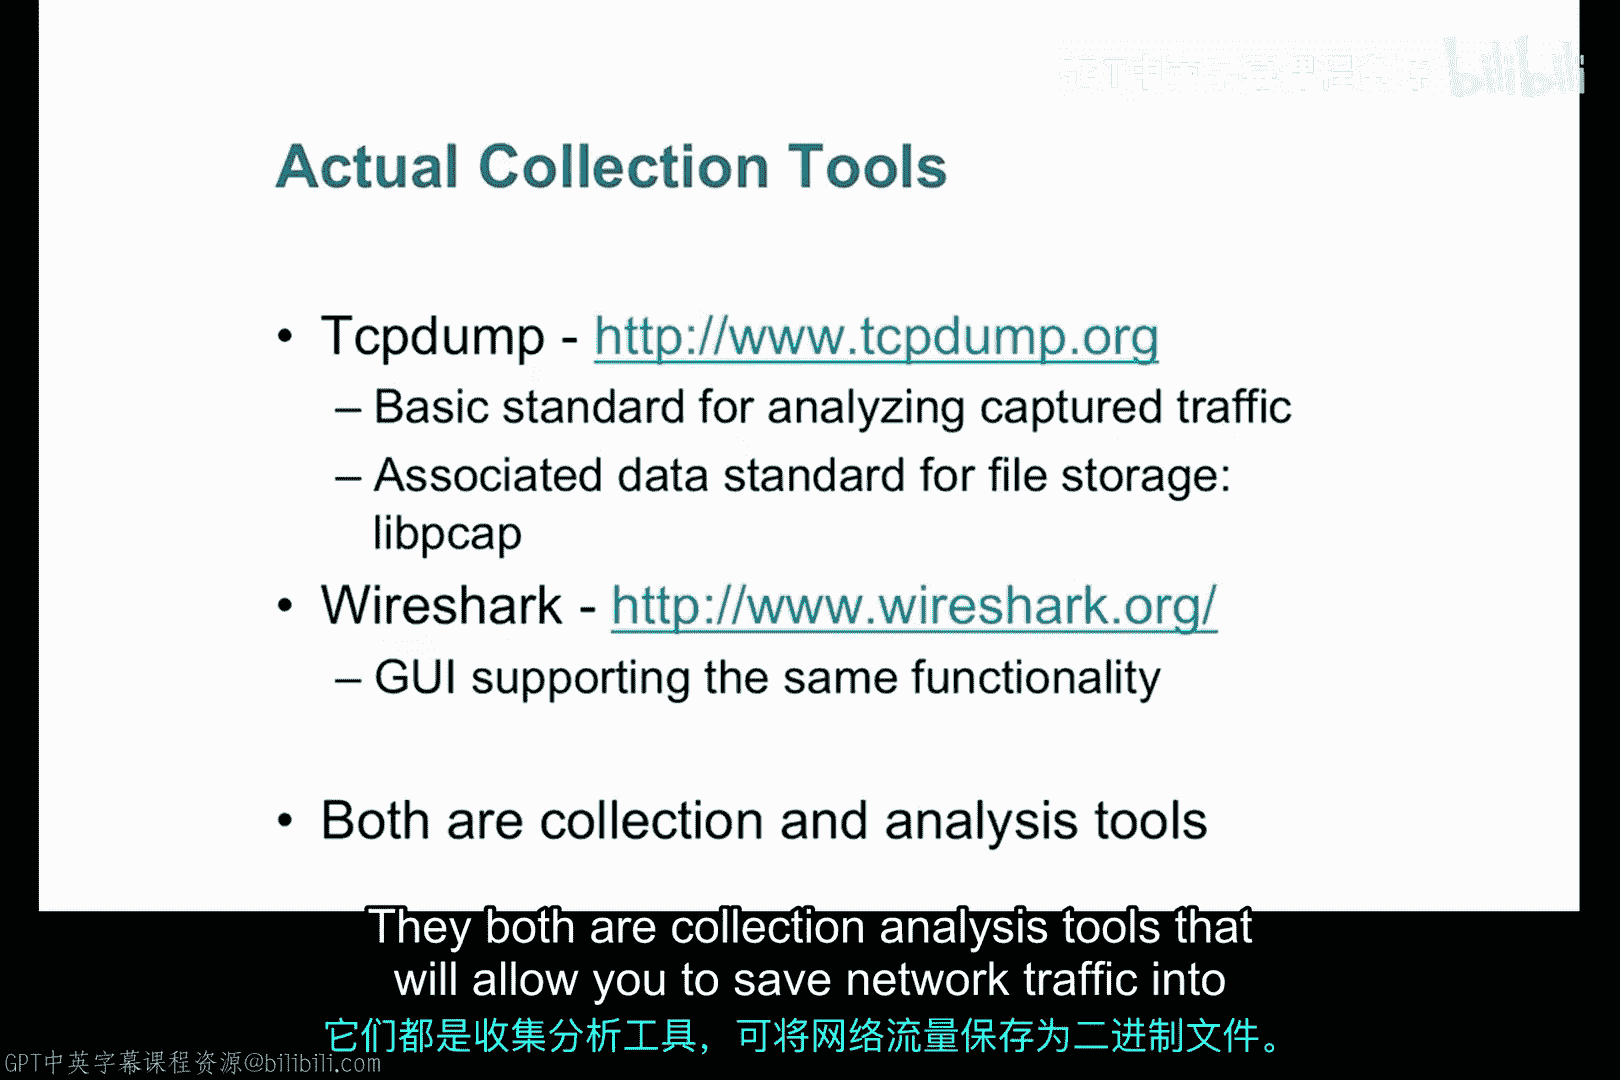 bilibili
Actual Collection Tools
• Tcpdump - http://www.tcpdump.org
– Basic standard for analyzing captured traffic
– Associated data standard for file storage:
libpcap
• Wireshark - http://www.wireshark.org/
– GUI supporting the same functionality
• Both are collection and analysis tools
They both are collection analysis tools that
will allow you to save network traffic into
它们都是收集分析工具，可将网络流量保存为二进制文件。
GPT中英字幕课程资源@bilibili.com